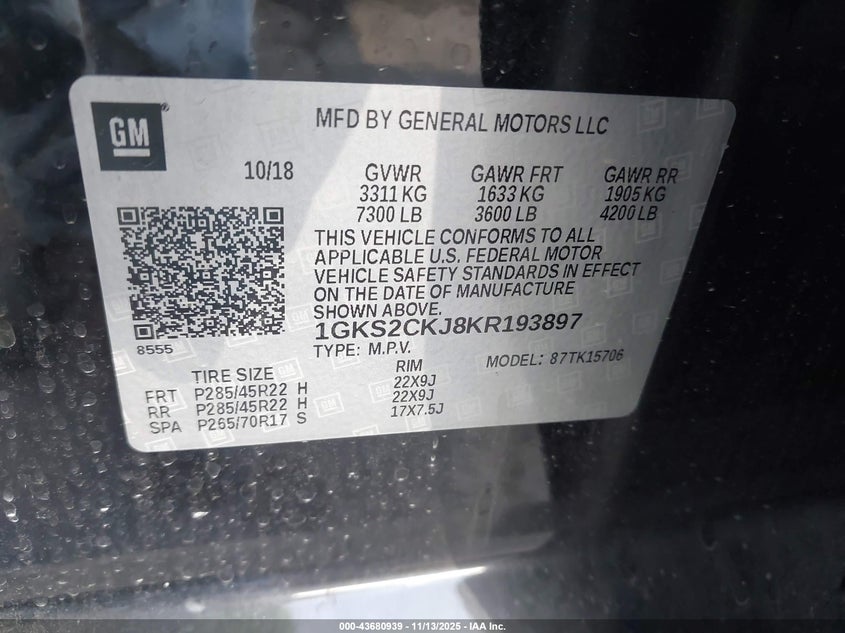 GM®
MFD BY GENERAL MOTORS LLC
10/18 GVWR GAWR FRT GAWR RR
3311 KG 1633 KG 1905 KG
7300 LB 3600 LB 4200 LB
THIS VEHICLE CONFORMS TO ALL
APPLICABLE U.S. FEDERAL MOTOR
VEHICLE SAFETY STANDARDS IN EFFECT
ON THE DATE OF MANUFACTURE
SHOWN ABOVE.
1GKS2CKJ8KR193897
8555
TYPE: M.P.V. MODEL: 87TK15706
TIRE SIZE RIM
FRT P285/45R22 H 22X9J
RR P285/45R22 H 22X9J
SPA P265/70R17 S 17X7.5J
000-43680939 - 11/13/2025 - IAA Inc.